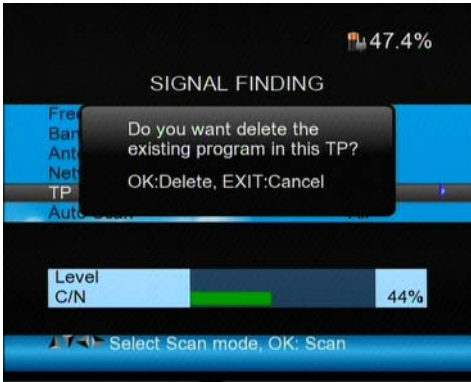 47.4%
SIGNAL FINDING
Do you want delete the
existing program in this TP?
OK:Delete, EXIT:Cancel
TP
Level
C/N 44%
Select Scan mode, OK: Scan